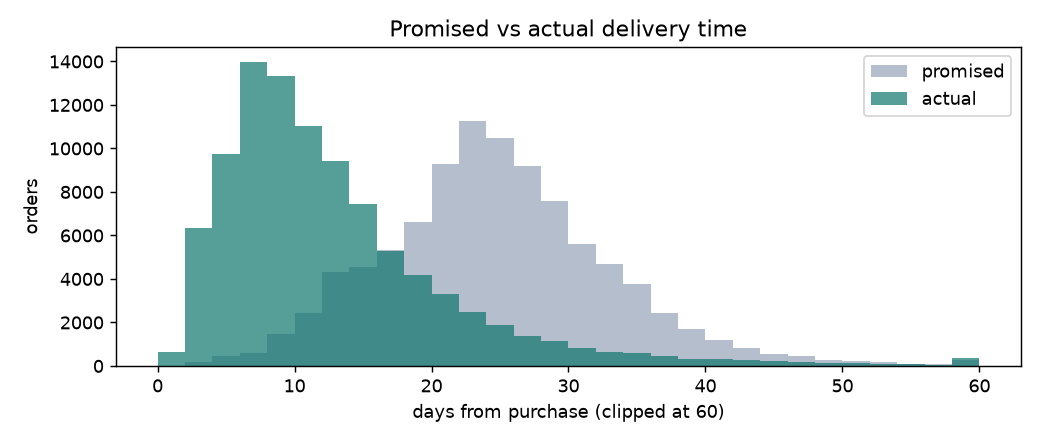 Promised vs actual delivery time
promised
actual
orders
14000
12000
10000
8000
6000
4000
2000
0
0 10 20 30 40 50 60
days from purchase (clipped at 60)